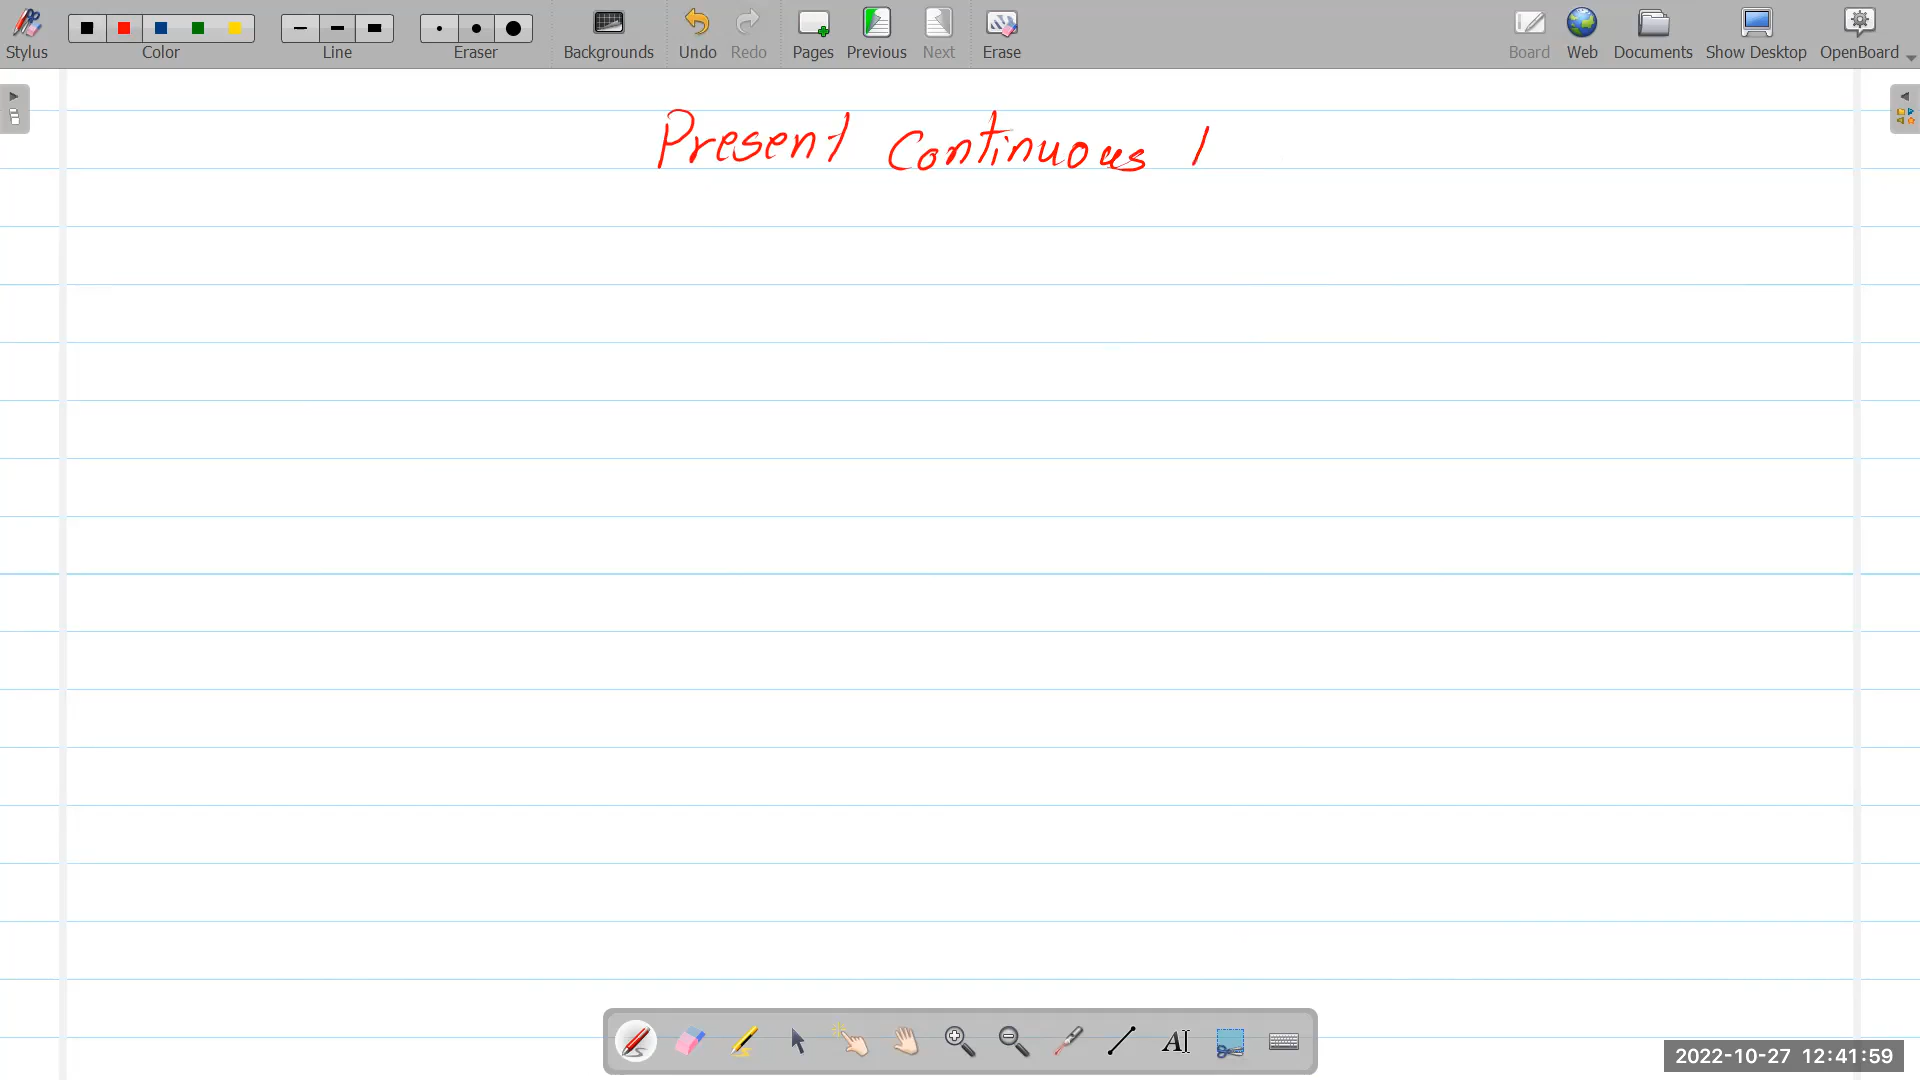 Stylus Color Line Eraser Backgrounds Undo Redo Pages Previous Next Erase Board Web Documents Show Desktop OpenBoard
Present Continuous
AI
2022-10-27 12:41:59